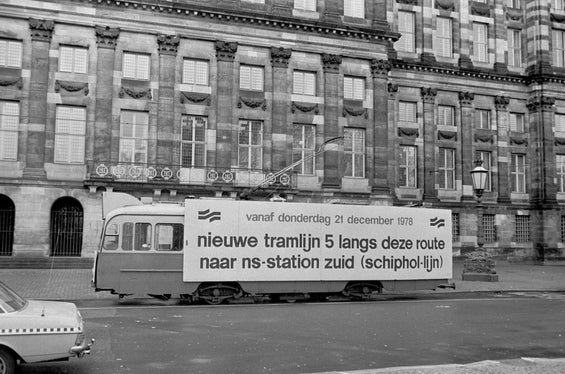 vanaf donderdag 21 december 1978
nieuwe tramlijn 5 langs deze route
naar ns-station zuid (schiphol-lijn)